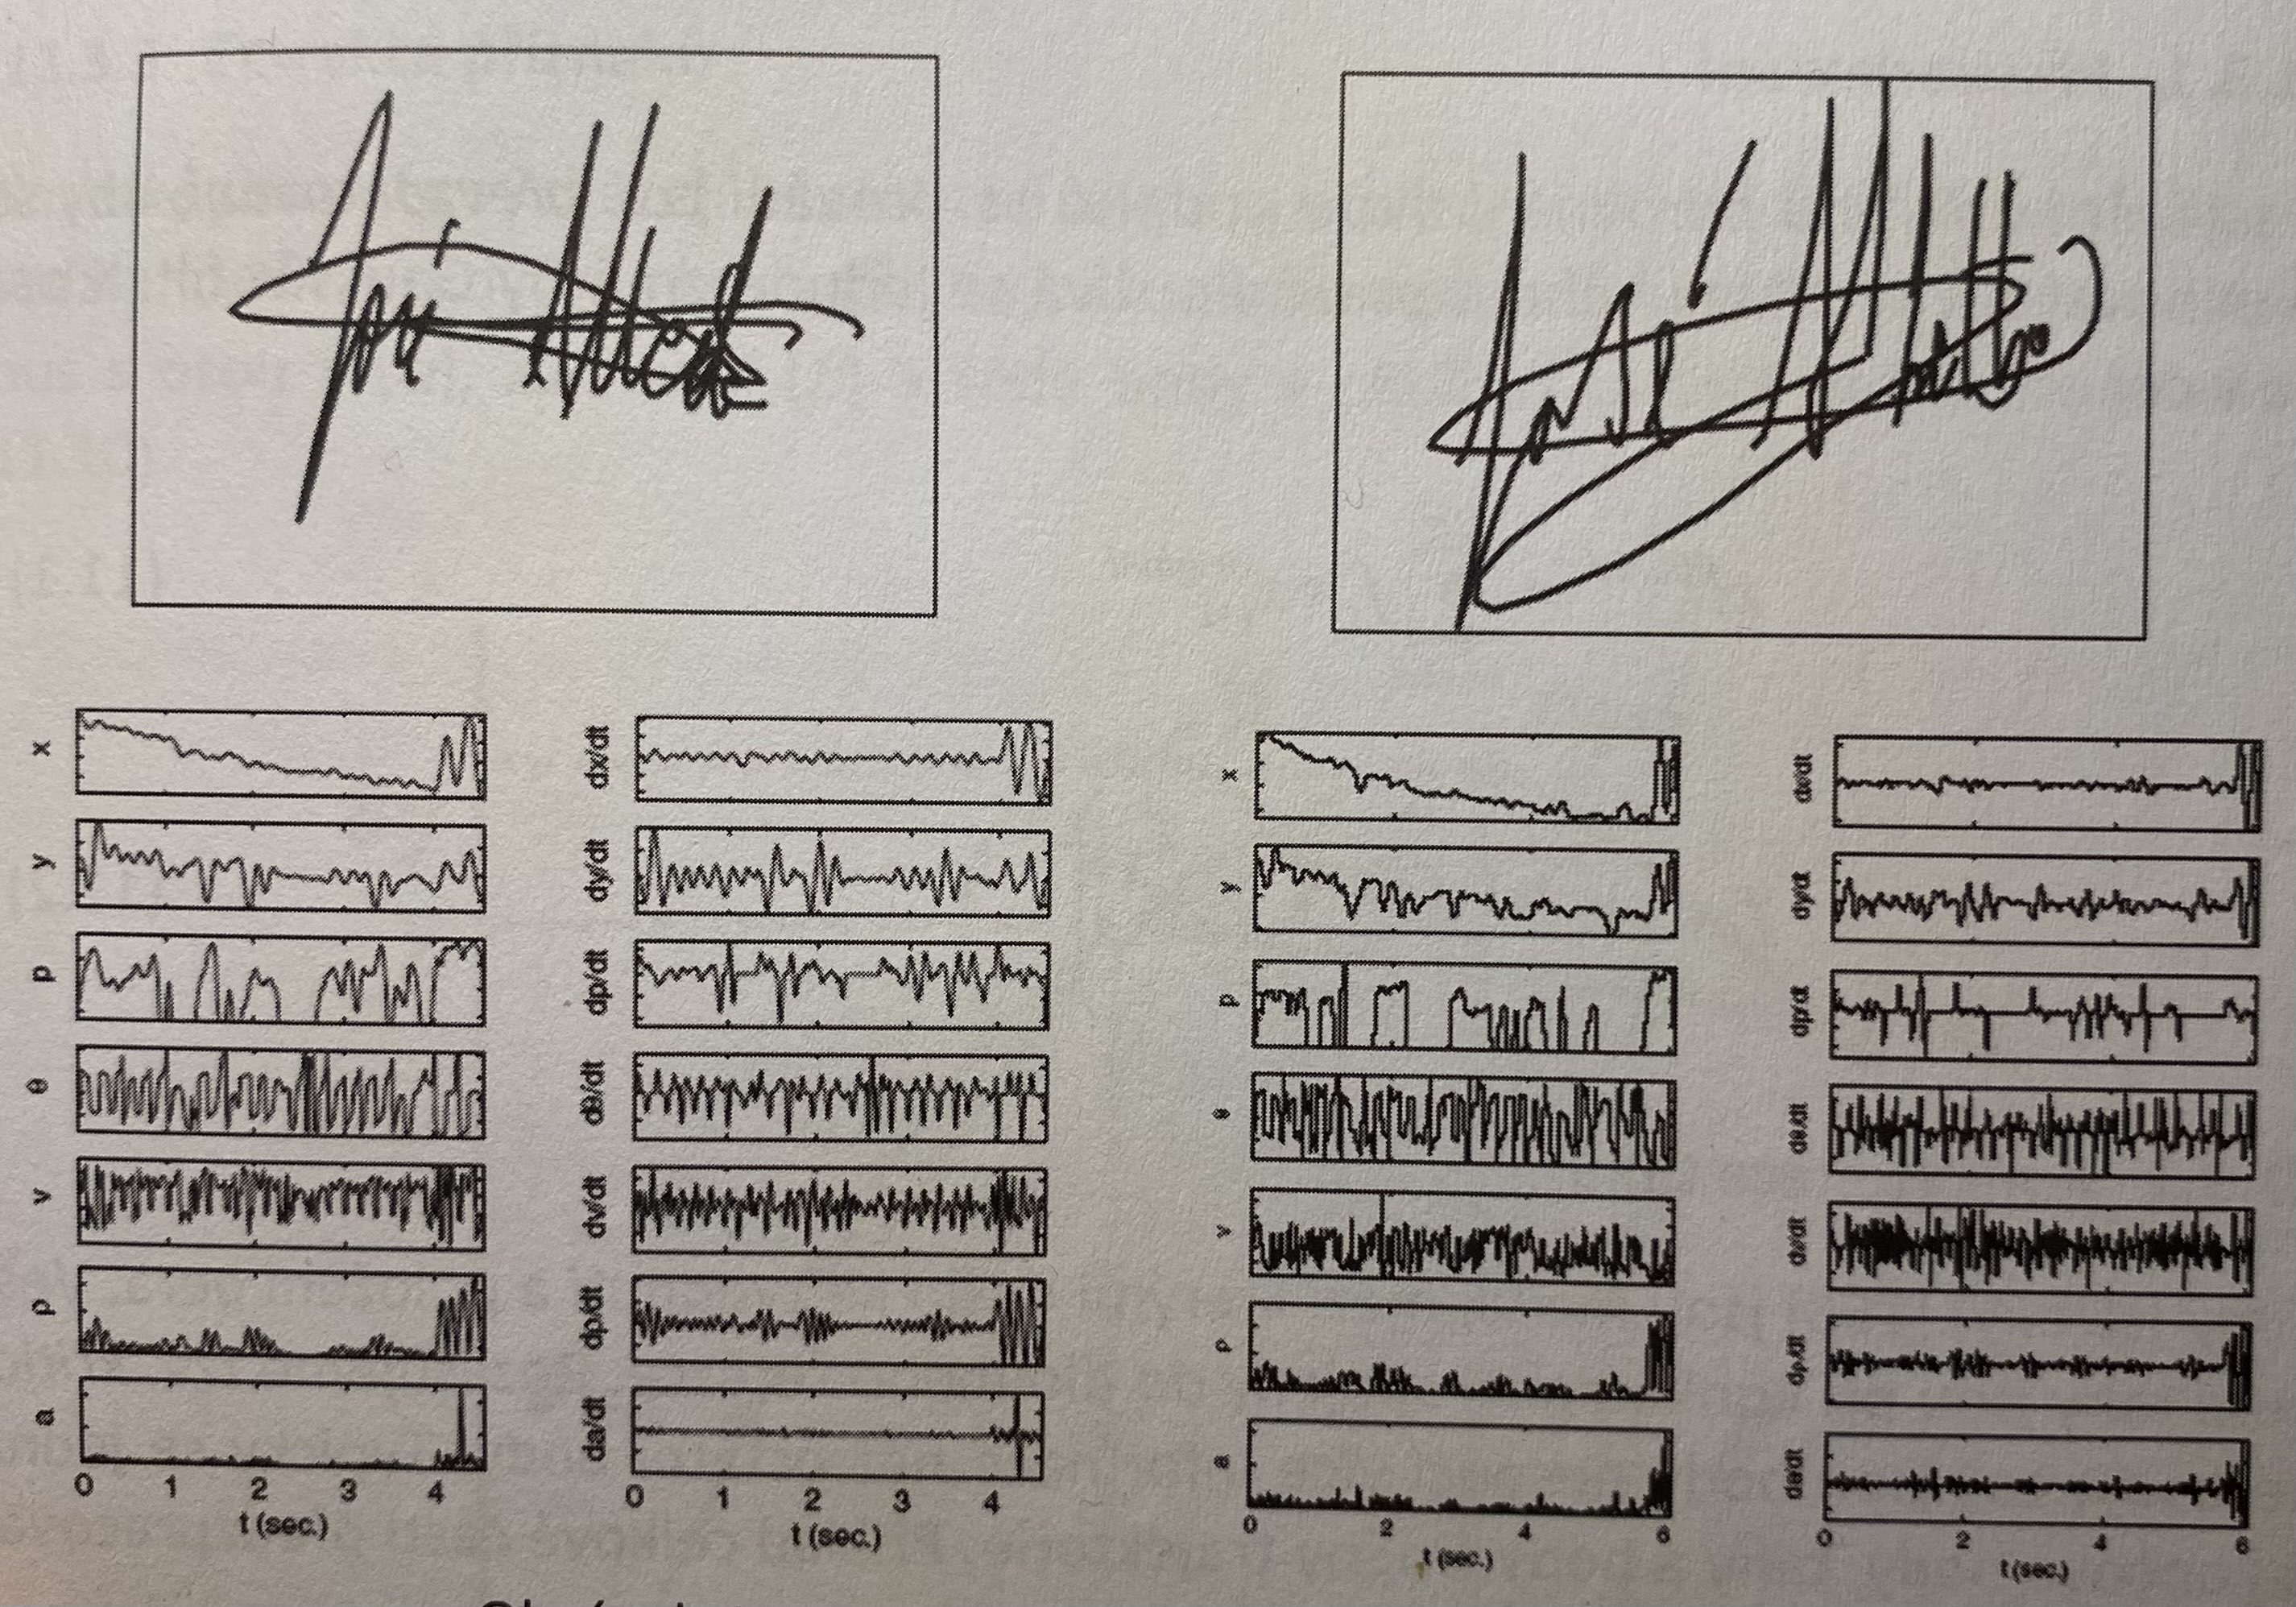 x
y
p
θ
v
ρ
a
0 1 2 3 4
t (sec.)
dx/dt
dy/dt
dp/dt
dθ/dt
dv/dt
dρ/dt
da/dt
0 1 2 3 4
t (sec.)
x
y
p
θ
v
ρ
a
0 2 4 6
t (sec.)
dx/dt
dy/dt
dp/dt
dθ/dt
dv/dt
dρ/dt
da/dt
0 2 4 6
t (sec.)